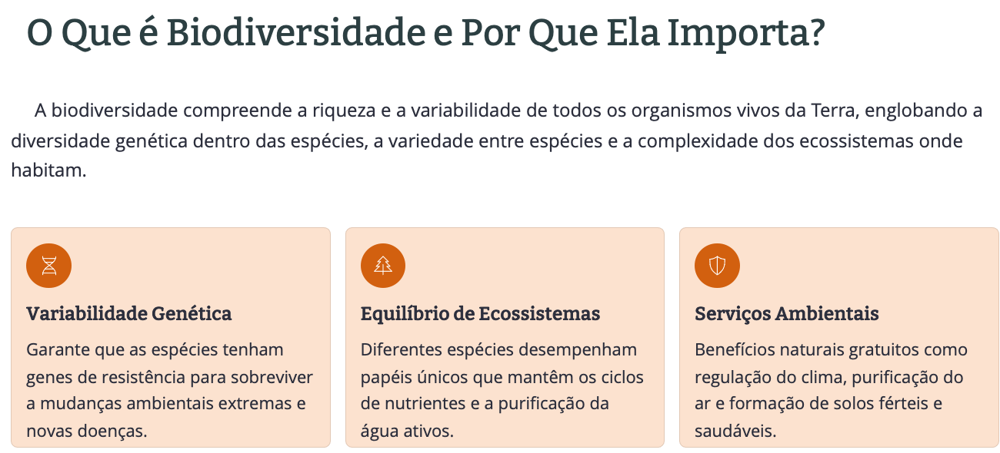 O Que é Biodiversidade e Por Que Ela Importa?
A biodiversidade compreende a riqueza e a variabilidade de todos os organismos vivos da Terra, englobando a
diversidade genética dentro das espécies, a variedade entre espécies e a complexidade dos ecossistemas onde
habitam.
Variabilidade Genética
Garante que as espécies tenham
genes de resistência para sobreviver
a mudanças ambientais extremas e
novas doenças.
Equilíbrio de Ecossistemas
Diferentes espécies desempenham
papéis únicos que mantêm os ciclos
de nutrientes e a purificação da
água ativos.
Serviços Ambientais
Benefícios naturais gratuitos como
regulação do clima, purificação do
ar e formação de solos férteis e
saudáveis.